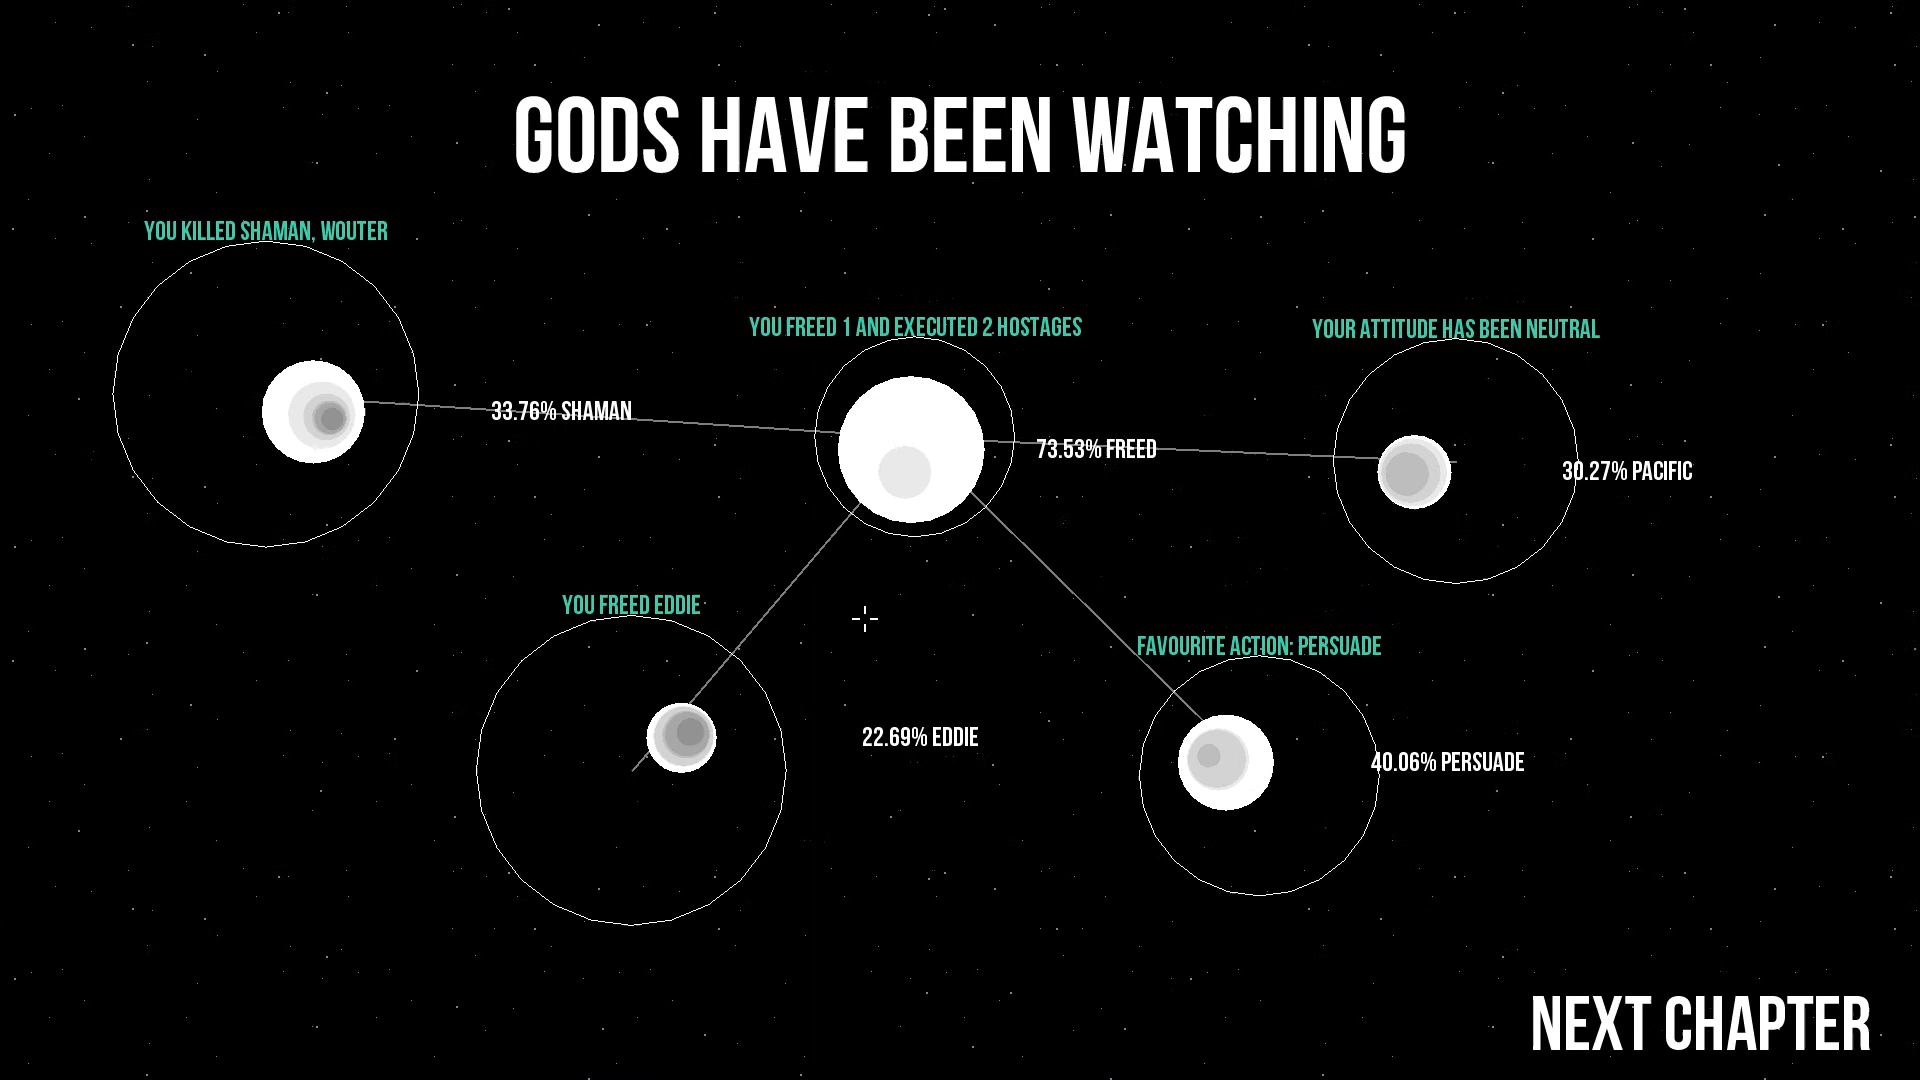 GODS HAVE BEEN WATCHING
YOU KILLED SHAMAN, WOUTER
33.76% SHAMAN
YOU FREED 1 AND EXECUTED 2 HOSTAGES
73.53% FREED
YOUR ATTITUDE HAS BEEN NEUTRAL
30.27% PACIFIC
YOU FREED EDDIE
22.69% EDDIE
FAVOURITE ACTION: PERSUADE
40.06% PERSUADE
NEXT CHAPTER